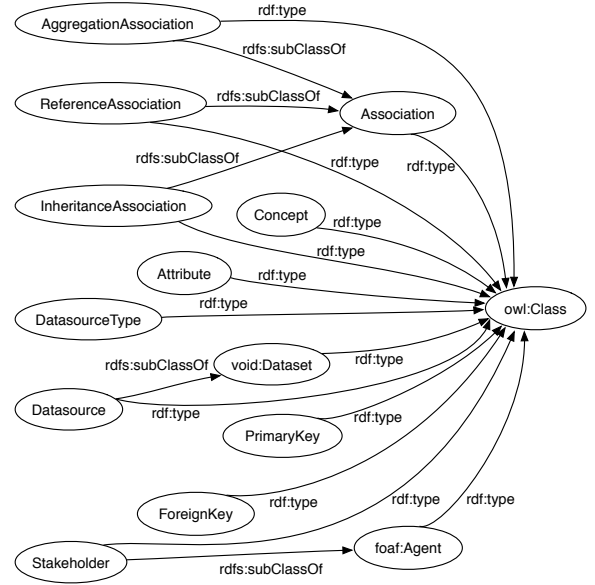 AggregationAssociation
rdf:type
rdfs:subClassOf
ReferenceAssociation
rdfs:subClassOf
Association
rdfs:subClassOf
rdf:type
rdf:type
InheritanceAssociation
Concept
rdf:type
rdf:type
Attribute
rdf:type
DatasourceType
rdf:type
owl:Class
rdfs:subClassOf
void:Dataset
rdf:type
Datasource
rdf:type
PrimaryKey
rdf:type
ForeignKey
rdf:type
rdf:type
Stakeholder
foaf:Agent
rdf:type
rdfs:subClassOf